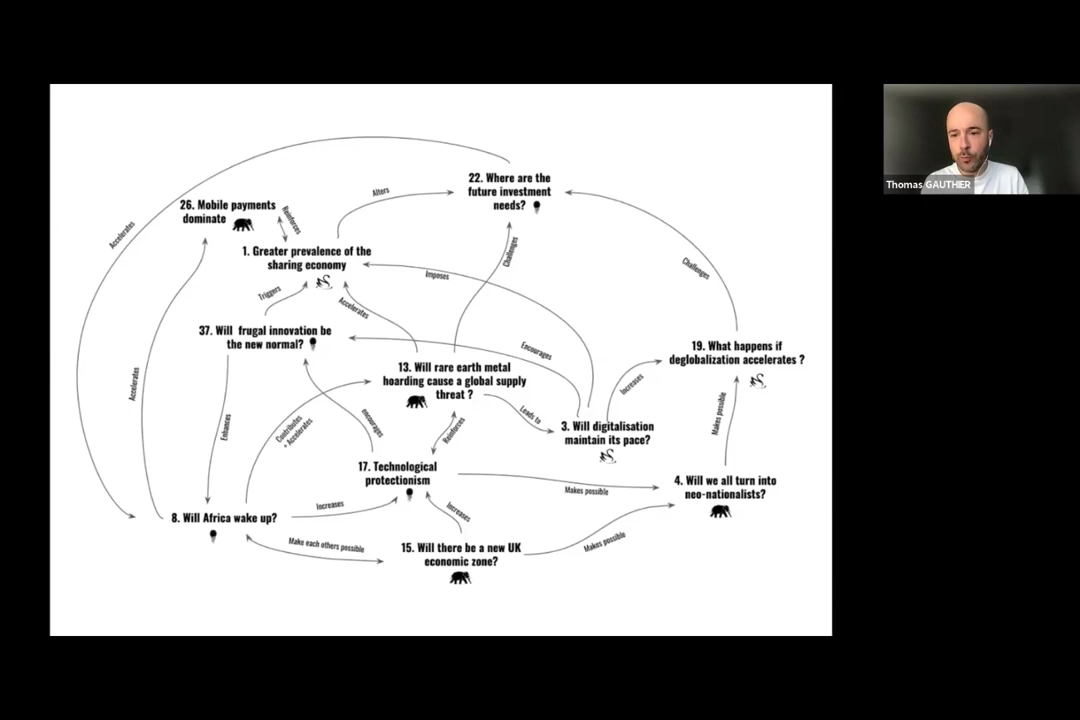 22. Where are the
future investment
needs?
Alters
26. Mobile payments
dominate
Reinforces
Accelerates
1. Greater prevalence of the
sharing economy
Challenges
Imposes
Challenges
Triggers
Accelerates
37. Will frugal innovation be
the new normal?
Encourages
19. What happens if
deglobalization accelerates ?
13. Will rare earth metal
hoarding cause a global supply
threat ?
Increases
Accelerates
Leads to
Makes possible
Enhances
Contributes
+ Accelerates
encourages
Reinforces
3. Will digitalisation
maintain its pace?
17. Technological
protectionism
4. Will we all turn into
neo-nationalists?
Makes possible
Increases
Increases
8. Will Africa wake up?
Make each others possible
15. Will there be a new UK
economic zone?
Makes possible
Thomas GAUTHIER